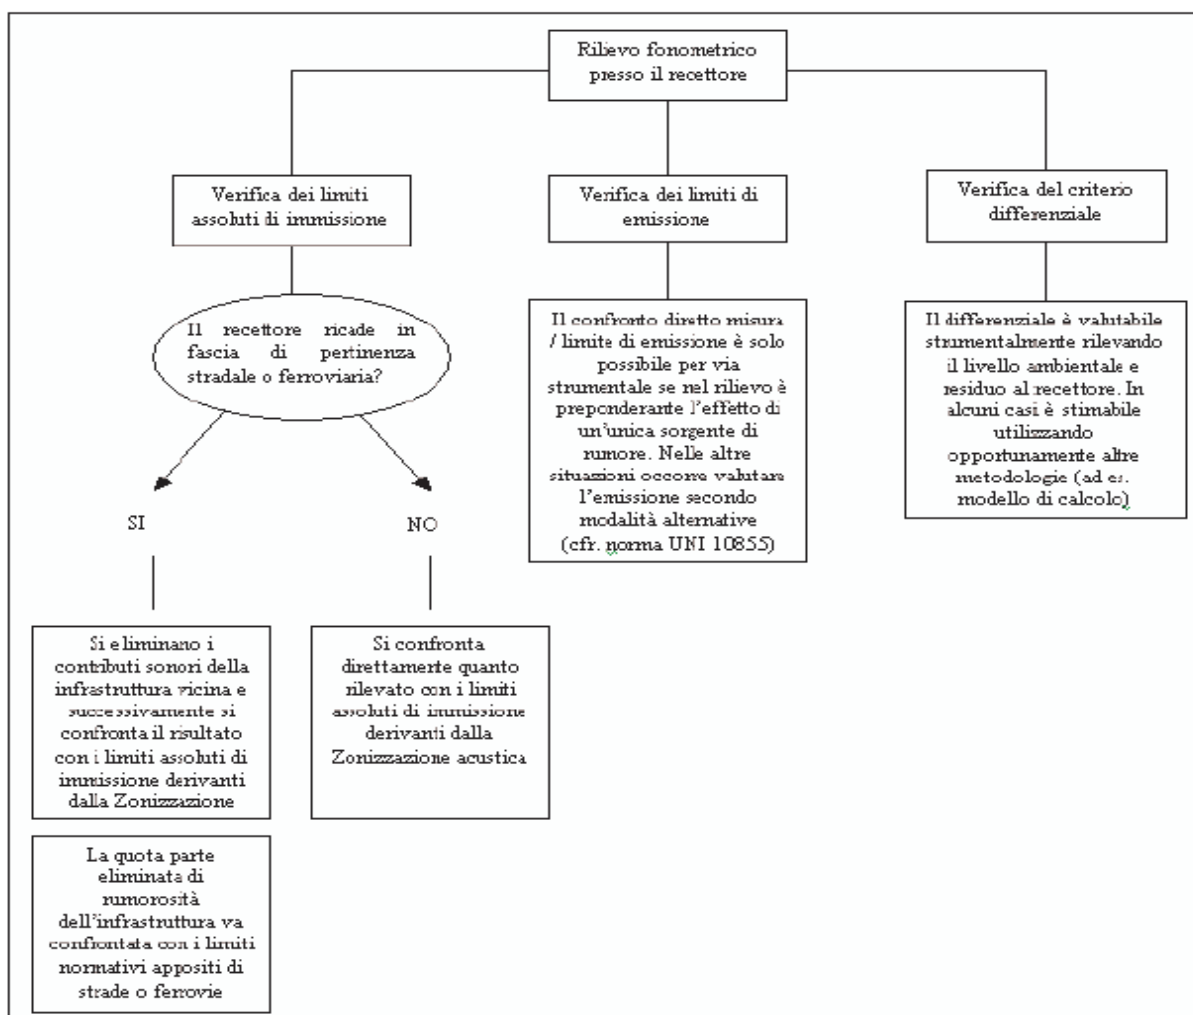 Rilievo fonometrico
presso il recettore
Verifica dei limiti
assoluti di immissione
Verifica dei limiti di
emissione
Verifica del criterio
differenziale
Il recettore ricade in
fascia di pertinenza
stradale o ferroviaria?
Il confronto diretto misura
/ limite di emissione è solo
possibile per via
strumentale se nel rilievo è
preponderante l'effetto di
un'unica sorgente di
rumore. Nelle altre
situazioni occorre valutare
l'emissione secondo
modalità alternative
(cfr. norma UNI 10855)
Il differenziale è valutabile
strumentalmente rilevando
il livello ambientale e
residuo al recettore. In
alcuni casi è stimabile
utilizzando
opportunamente altre
metodologie (ad es.
modello di calcolo)
SI
NO
Si eliminano i
contributi sonori della
infrastruttura vicina e
successivamente si
confronta il risultato
con i limiti assoluti di
immissione derivanti
dalla Zonizzazione
Si confronta
direttamente quanto
rilevato con i limiti
assoluti di immissione
derivanti dalla
Zonizzazione acustica
La quota parte
eliminata di
rumorosità
dell'infrastruttura va
confrontata con i limiti
normativi appositi di
strade o ferrovie